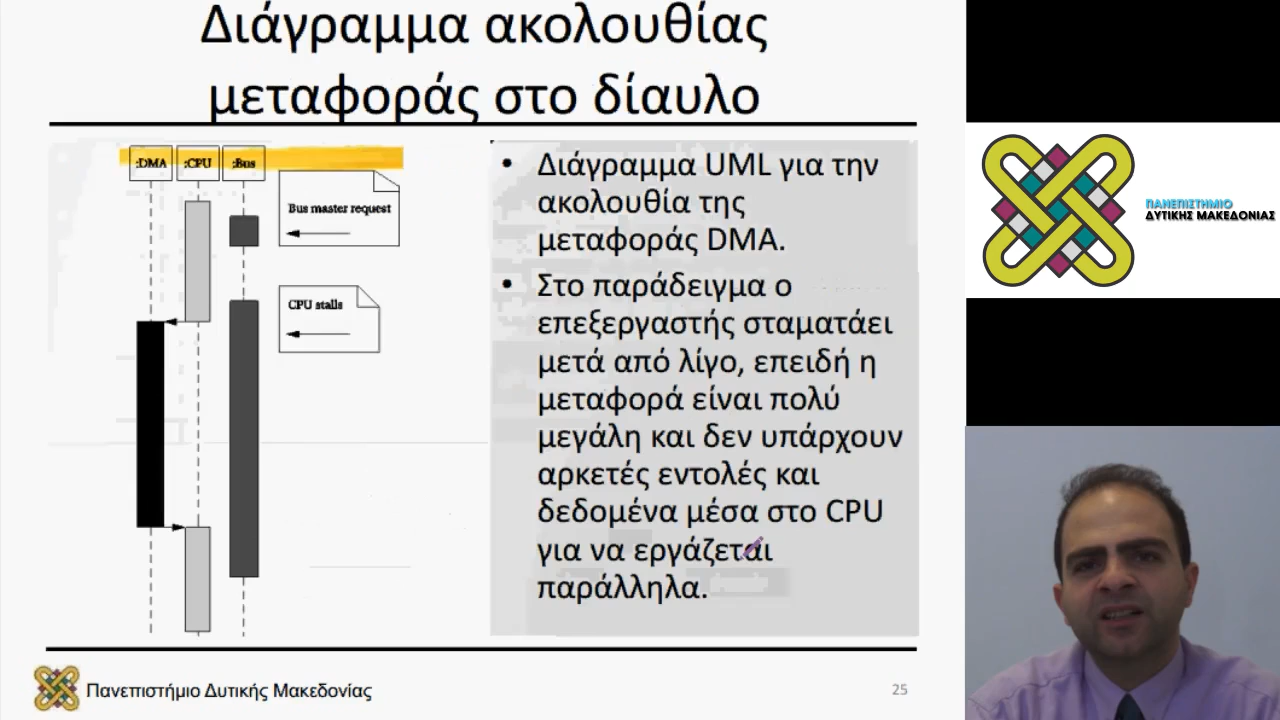 Διάγραμμα ακολουθίας
μεταφοράς στο δίαυλο
:DMA :CPU :Bus
Bus master request
CPU stalls
• Διάγραμμα UML για την
ακολουθία της
μεταφοράς DMA.
• Στο παράδειγμα ο
επεξεργαστής σταματάει
μετά από λίγο, επειδή η
μεταφορά είναι πολύ
μεγάλη και δεν υπάρχουν
αρκετές εντολές και
δεδομένα μέσα στο CPU
για να εργάζεται
παράλληλα.
Πανεπιστήμιο Δυτικής Μακεδονίας
25
ΠΑΝΕΠΙΣΤΗΜΙΟ
ΔΥΤΙΚΗΣ ΜΑΚΕΔΟΝΙΑΣ